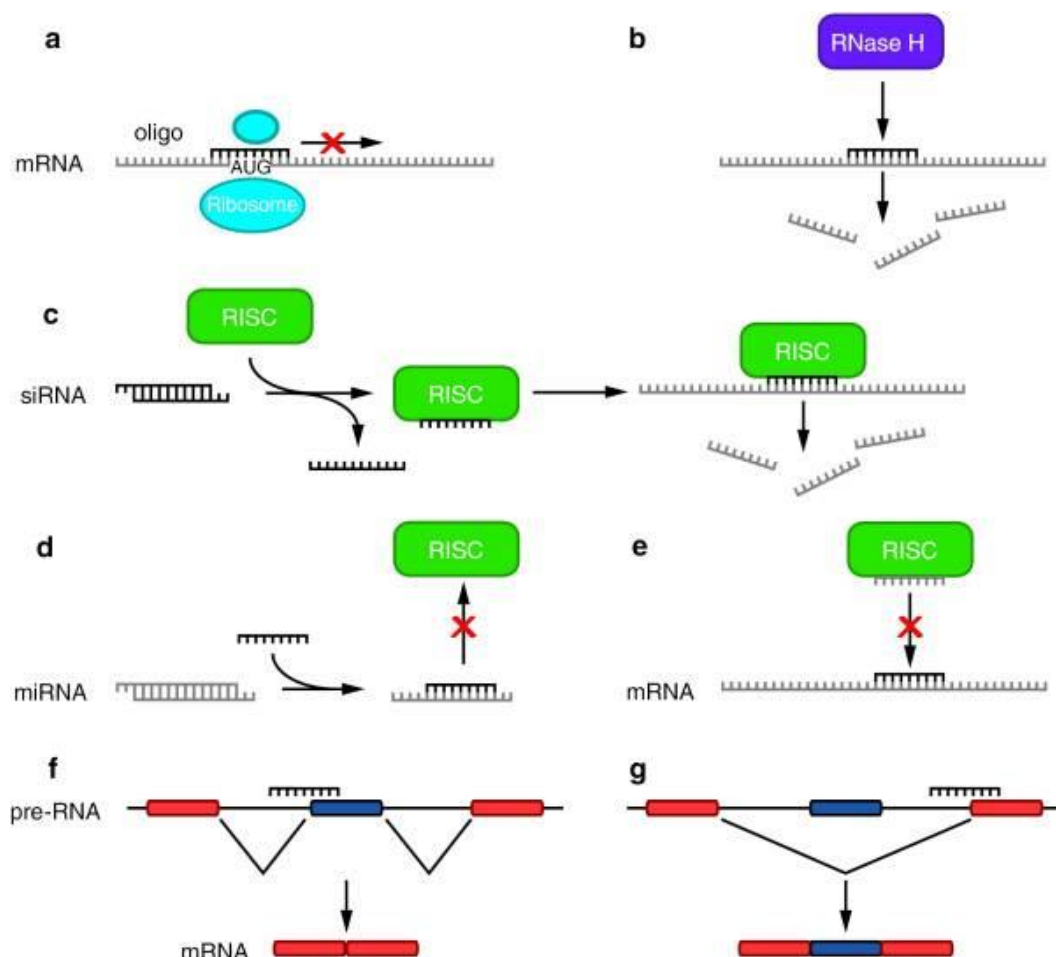 a
oligo
mRNA
AUG
Ribosome
b
RNase H
c
RISC
siRNA
RISC
RISC
d
RISC
miRNA
e
RISC
mRNA
f
pre-RNA
mRNA
g